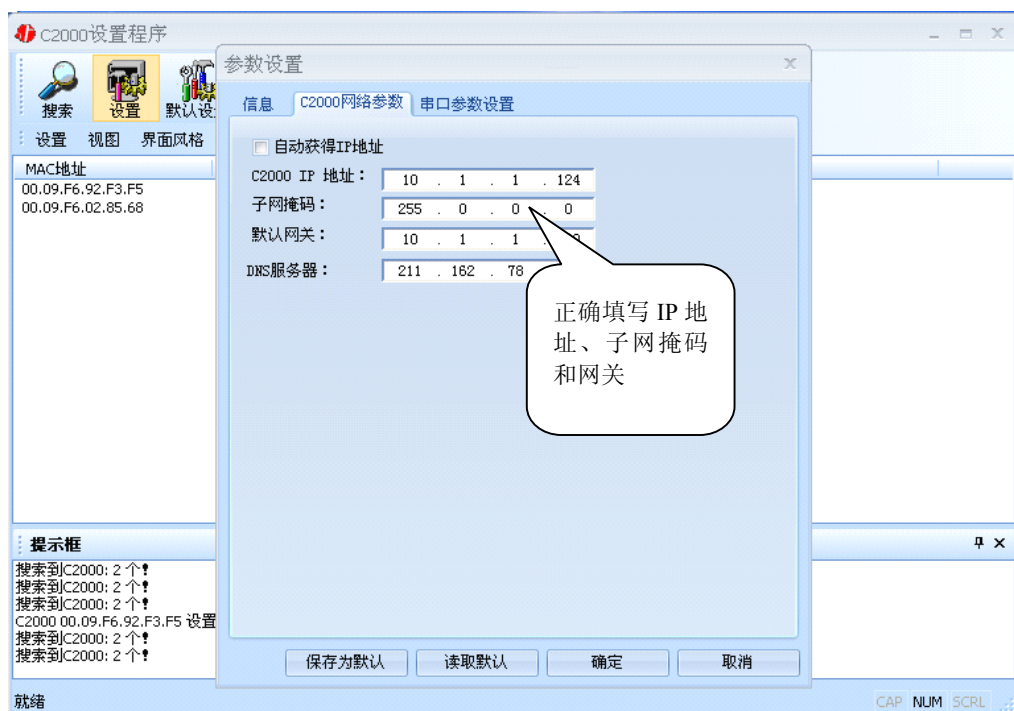 C2000设置程序
搜索
设置
默认设
设置 视图 界面风格
MAC地址
00.09.F6.92.F3.F5
00.09.F6.02.85.68
参数设置
信息 C2000网络参数 串口参数设置
自动获得IP地址
C2000 IP 地址： 10 . 1 . 1 . 124
子网掩码： 255 . 0 . 0 . 0
默认网关： 10 . 1 . 1 .
DNS服务器： 211 . 162 . 78
正确填写 IP 地
址、子网掩码
和网关
提示框
搜索到C2000: 2 个!
搜索到C2000: 2 个!
搜索到C2000: 2 个!
C2000 00.09.F6.92.F3.F5 设置
搜索到C2000: 2 个!
搜索到C2000: 2 个!
保存为默认 读取默认 确定 取消
就绪
CAP NUM SCRL